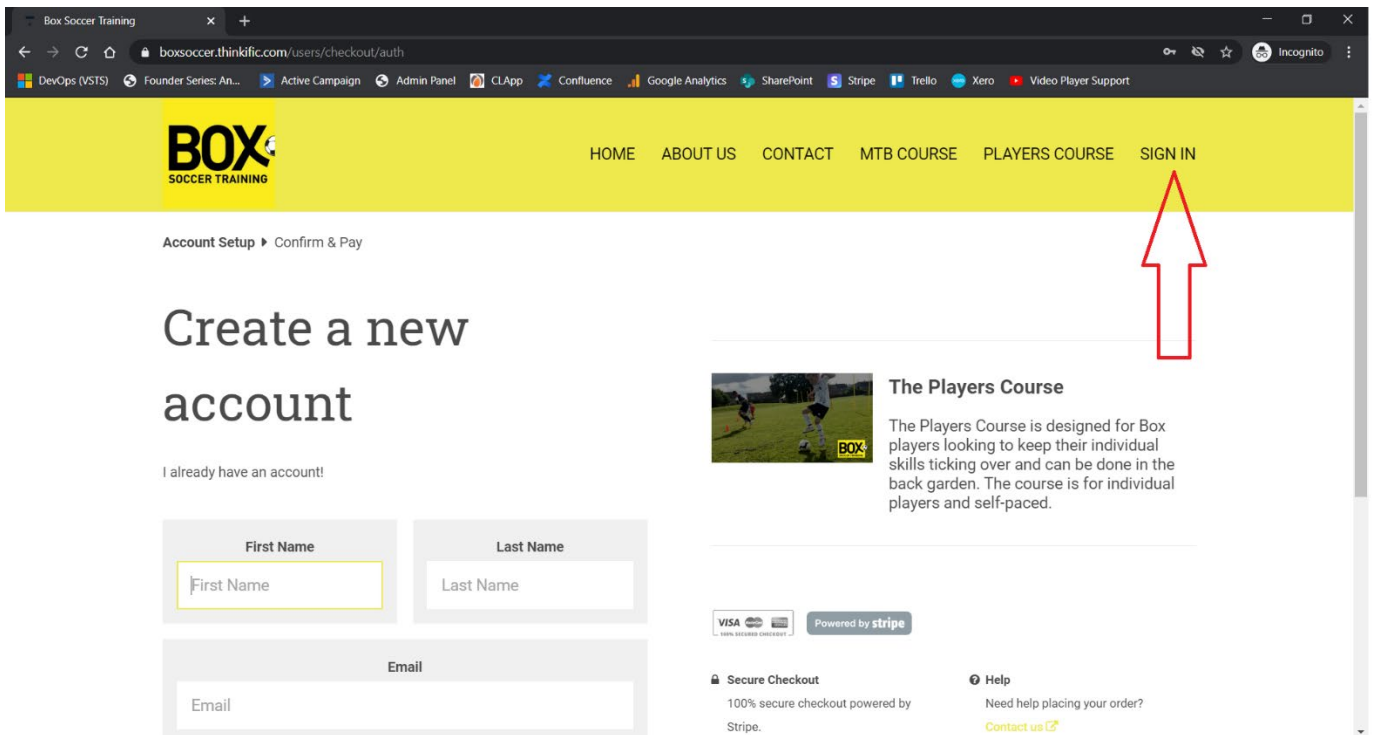 Box Soccer Training
boxsoccer.thinkific.com/users/checkout/auth
Incognito
DevOps (VSTS)
Founder Series: An...
Active Campaign
Admin Panel
CLApp
Confluence
Google Analytics
SharePoint
Stripe
Trello
Xero
Video Player Support
BOX
SOCCER TRAINING
HOME
ABOUT US
CONTACT
MTB COURSE
PLAYERS COURSE
SIGN IN
Account Setup
Confirm & Pay
Create a new
account
I already have an account!
First Name
First Name
Last Name
Last Name
Email
Email
BOX
The Players Course
The Players Course is designed for Box
players looking to keep their individual
skills ticking over and can be done in the
back garden. The course is for individual
players and self-paced.
VISA
100% SECURED CHECKOUT
Powered by stripe
Secure Checkout
100% secure checkout powered by
Stripe.
Help
Need help placing your order?
Contact us